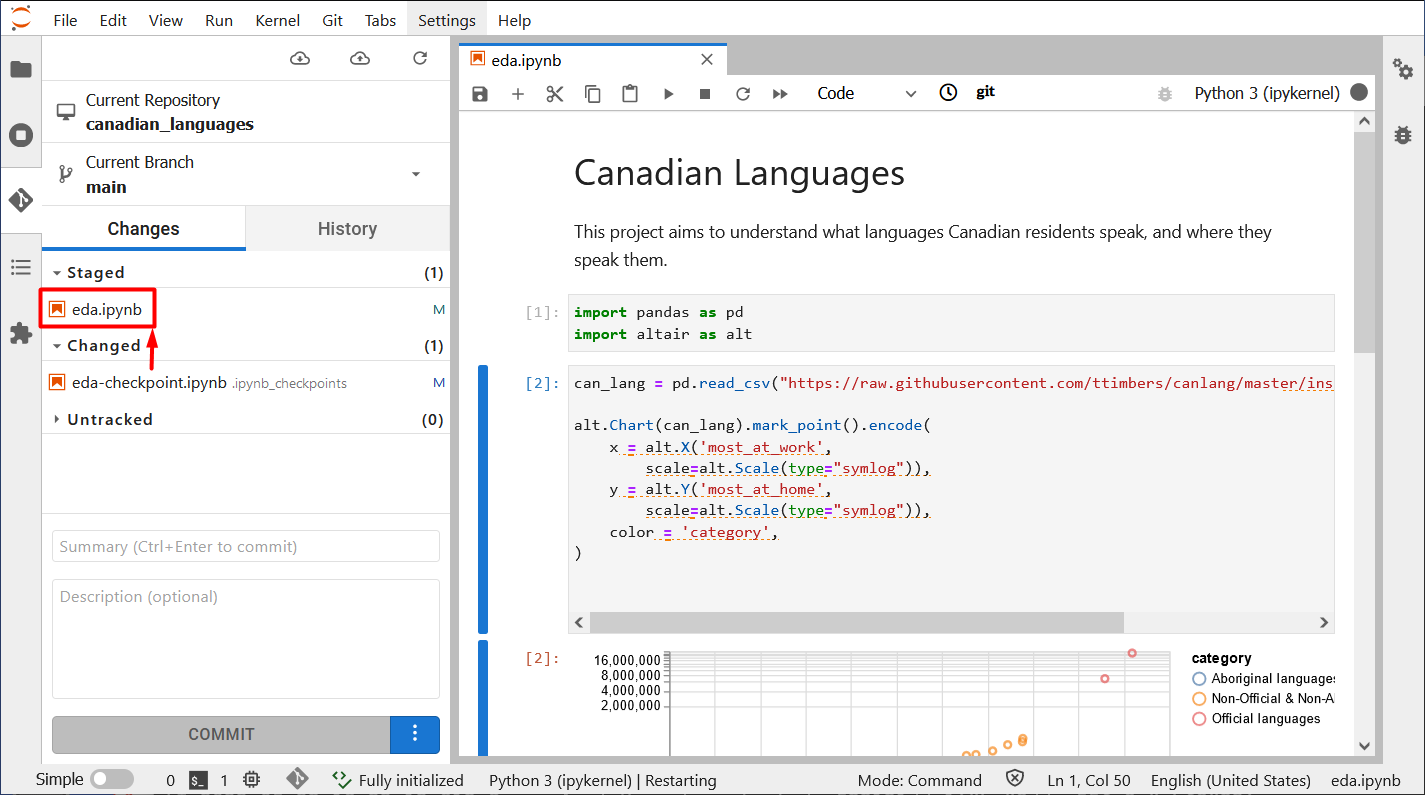 File Edit View Run Kernel Git Tabs Settings Help
Current Repository
canadian_languages
Current Branch
main
Changes History
Staged (1)
eda.ipynb M
Changed (1)
eda-checkpoint.ipynb .ipynb_checkpoints M
Untracked (0)
Summary (Ctrl+Enter to commit)
Description (optional)
COMMIT
eda.ipynb
Code git Python 3 (ipykernel)
Canadian Languages
This project aims to understand what languages Canadian residents speak, and where they
speak them.
[1]: import pandas as pd
import altair as alt
[2]: can_lang = pd.read_csv("https://raw.githubusercontent.com/ttimbers/canlang/master/ins
alt.Chart(can_lang).mark_point().encode(
x = alt.X('most_at_work',
scale=alt.Scale(type="symlog")),
y = alt.Y('most_at_home',
scale=alt.Scale(type="symlog")),
color = 'category',
)
[2]:
16,000,000
8,000,000
4,000,000
2,000,000
category
Aboriginal languages
Non-Official & Non-A
Official languages
Simple 0 $_ 1 Fully initialized Python 3 (ipykernel) | Restarting Mode: Command Ln 1, Col 50 English (United States) eda.ipynb